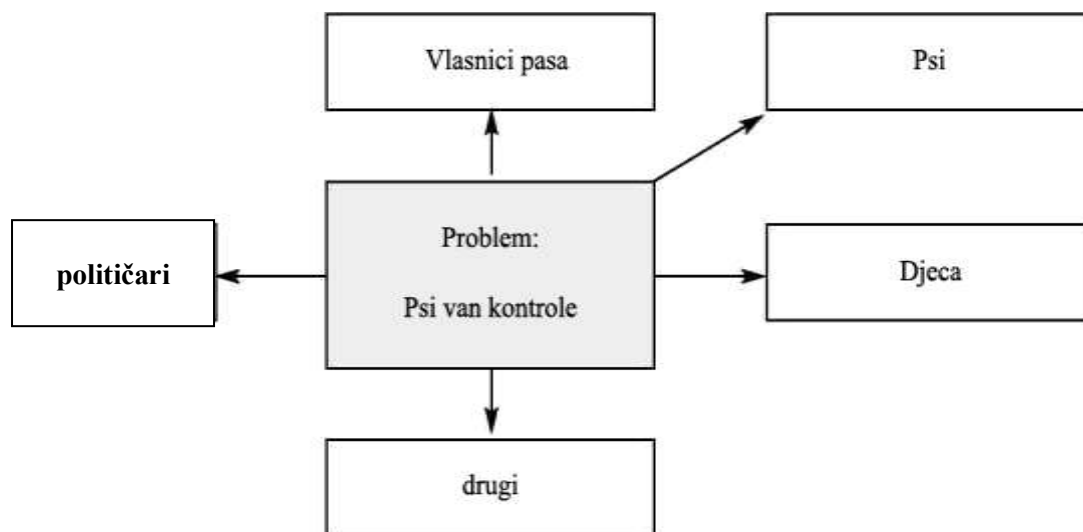 Vlasnici pasa
Psi
Problem:
Psi van kontrole
političari
Djeca
drugi